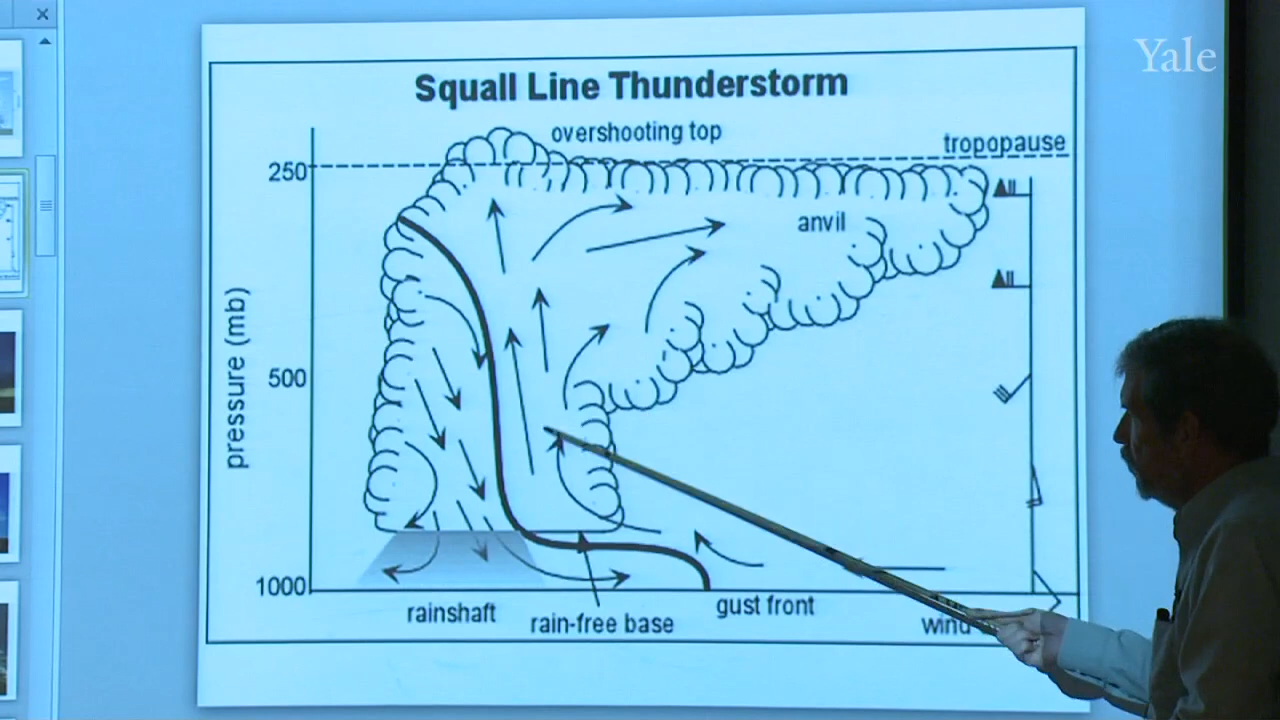 Yale
Squall Line Thunderstorm
overshooting top
tropopause
250
anvil
pressure (mb)
500
1000
rainshaft
rain-free base
gust front
wind